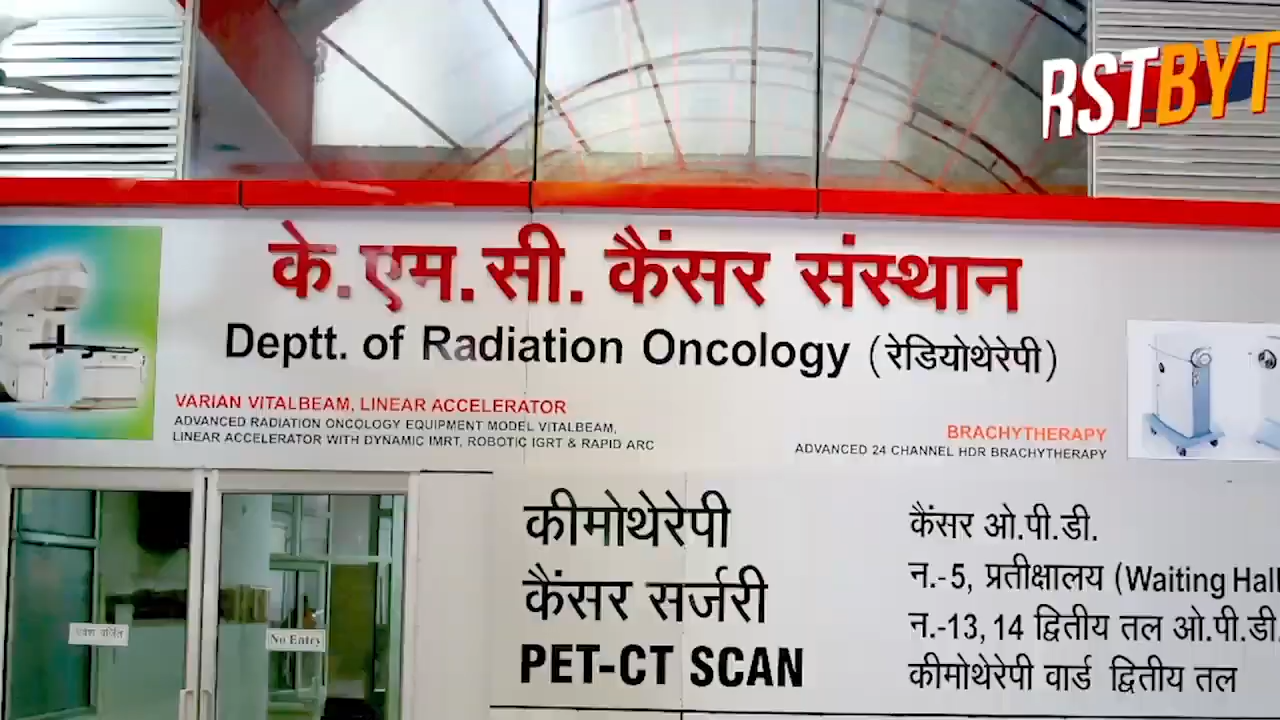 RSTBYT
के.एम.सी. कैंसर संस्थान
Deptt. of Radiation Oncology (रेडियोथेरेपी)
VARIAN VITALBEAM, LINEAR ACCELERATOR
ADVANCED RADIATION ONCOLOGY EQUIPMENT MODEL VITALBEAM,
LINEAR ACCELERATOR WITH DYNAMIC IMRT, ROBOTIC IGRT & RAPID ARC
BRACHYTHERAPY
ADVANCED 24 CHANNEL HDR BRACHYTHERAPY
कीमोथेरेपी
कैंसर सर्जरी
PET-CT SCAN
कैंसर ओ.पी.डी.
न.-5, प्रतीक्षालय (Waiting Hall
न.-13, 14 द्वितीय तल ओ.पी.डी.
कीमोथेरेपी वार्ड द्वितीय तल
प्रवेश वर्जित
No Entry